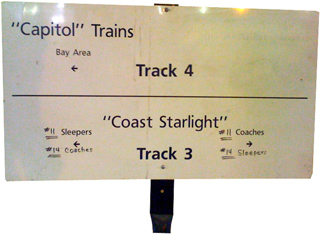 "Capitol" Trains
Bay Area
← Track 4
"Coast Starlight"
#11 Sleepers #11 Coaches
← →
#14 Coaches Track 3 #14 Sleepers